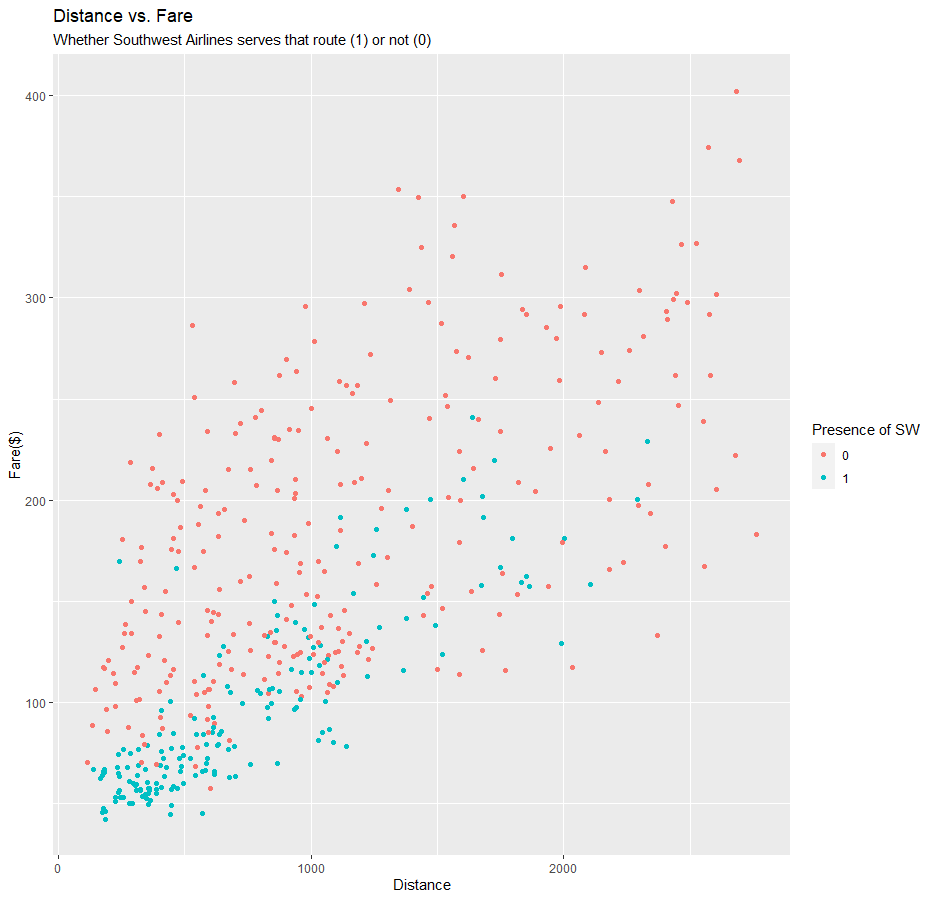 Distance vs. Fare
Whether Southwest Airlines serves that route (1) or not (0)
400
300
200
100
Fare($)
0
1000
2000
Distance
Presence of SW
0
1